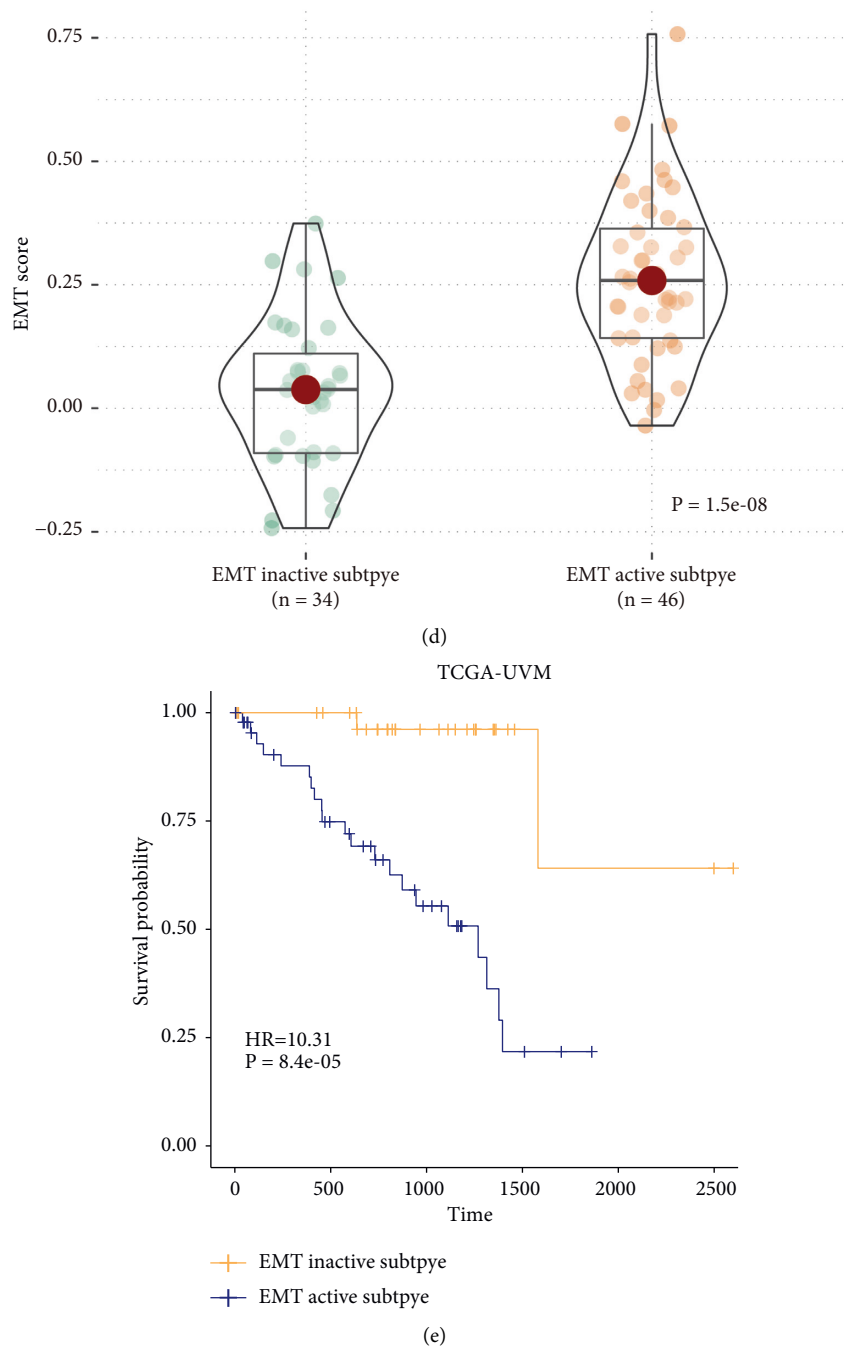 0.75
0.50
0.25
0.00
−0.25
EMT score
P = 1.5e-08
EMT inactive subtpye
(n = 34)
EMT active subtpye
(n = 46)
(d)
TCGA-UVM
1.00
0.75
0.50
0.25
0.00
Survival probability
HR=10.31
P = 8.4e-05
0 500 1000 1500 2000 2500
Time
EMT inactive subtpye
EMT active subtpye
(e)